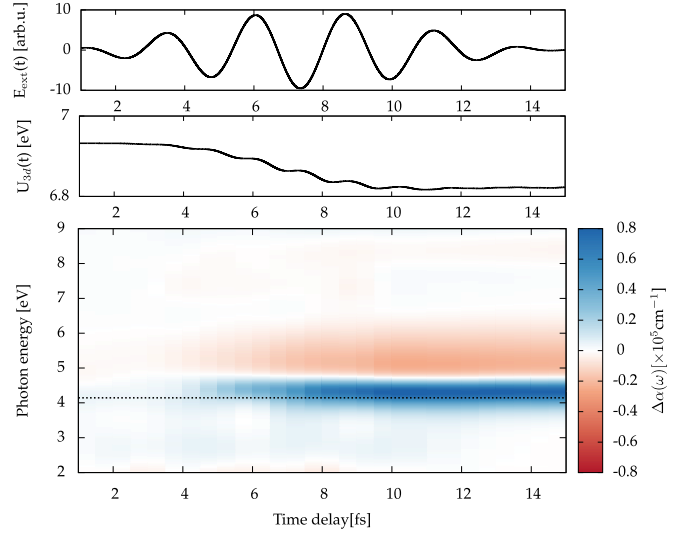 E_ext(t) [arb.u.]
10
0
-10
2 4 6 8 10 12 14
U_3d(t) [eV]
7
6.8
2 4 6 8 10 12 14
Photon energy [eV]
9
8
7
6
5
4
3
2
2 4 6 8 10 12 14
Time delay[fs]
0.8
0.6
0.4
0.2
0
-0.2
-0.4
-0.6
-0.8
Δα(ω)[×10⁵cm⁻¹]